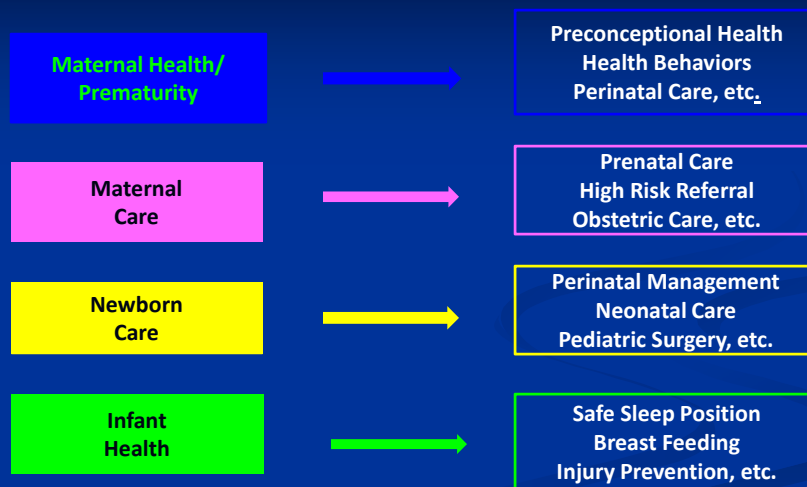 Maternal Health/
Prematurity
Preconceptional Health
Health Behaviors
Perinatal Care, etc.
Maternal
Care
Prenatal Care
High Risk Referral
Obstetric Care, etc.
Newborn
Care
Perinatal Management
Neonatal Care
Pediatric Surgery, etc.
Infant
Health
Safe Sleep Position
Breast Feeding
Injury Prevention, etc.